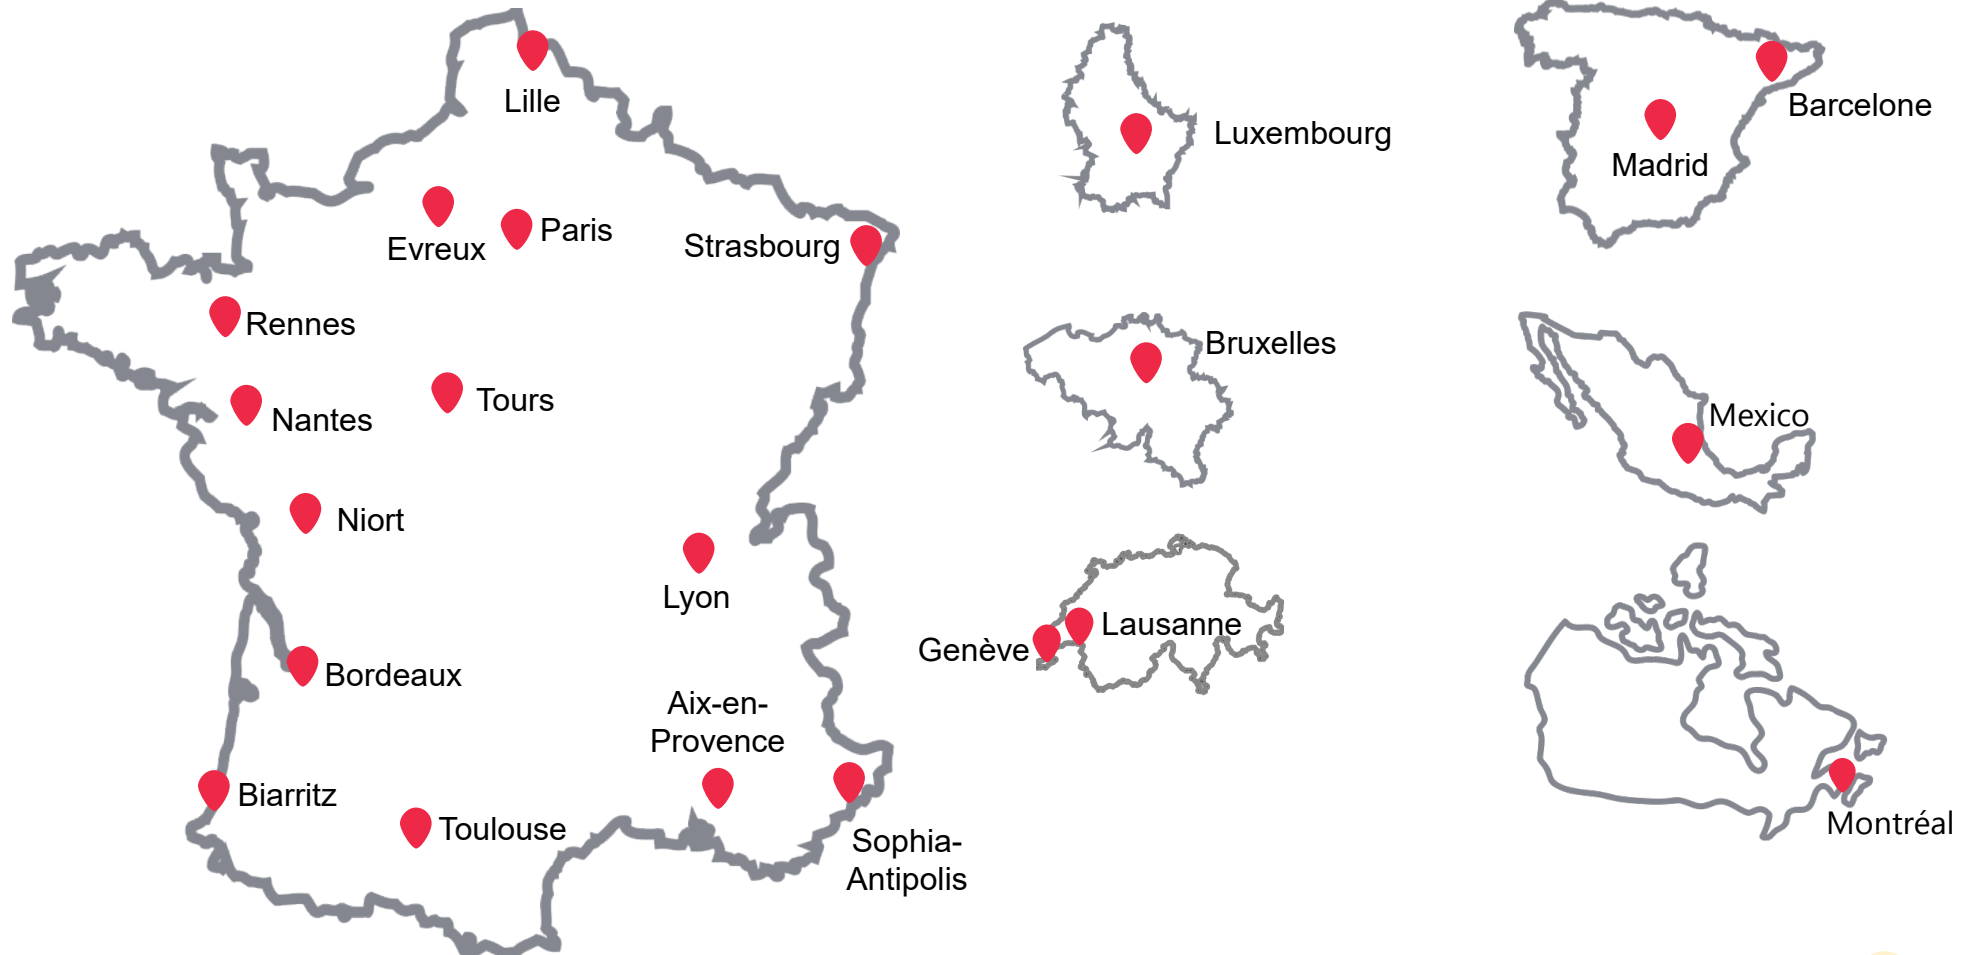 Lille
Evreux
Paris
Strasbourg
Rennes
Nantes
Tours
Niort
Lyon
Bordeaux
Aix-en-
Provence
Biarritz
Toulouse
Sophia-
Antipolis
Luxembourg
Bruxelles
Genève
Lausanne
Barcelone
Madrid
Mexico
Montréal